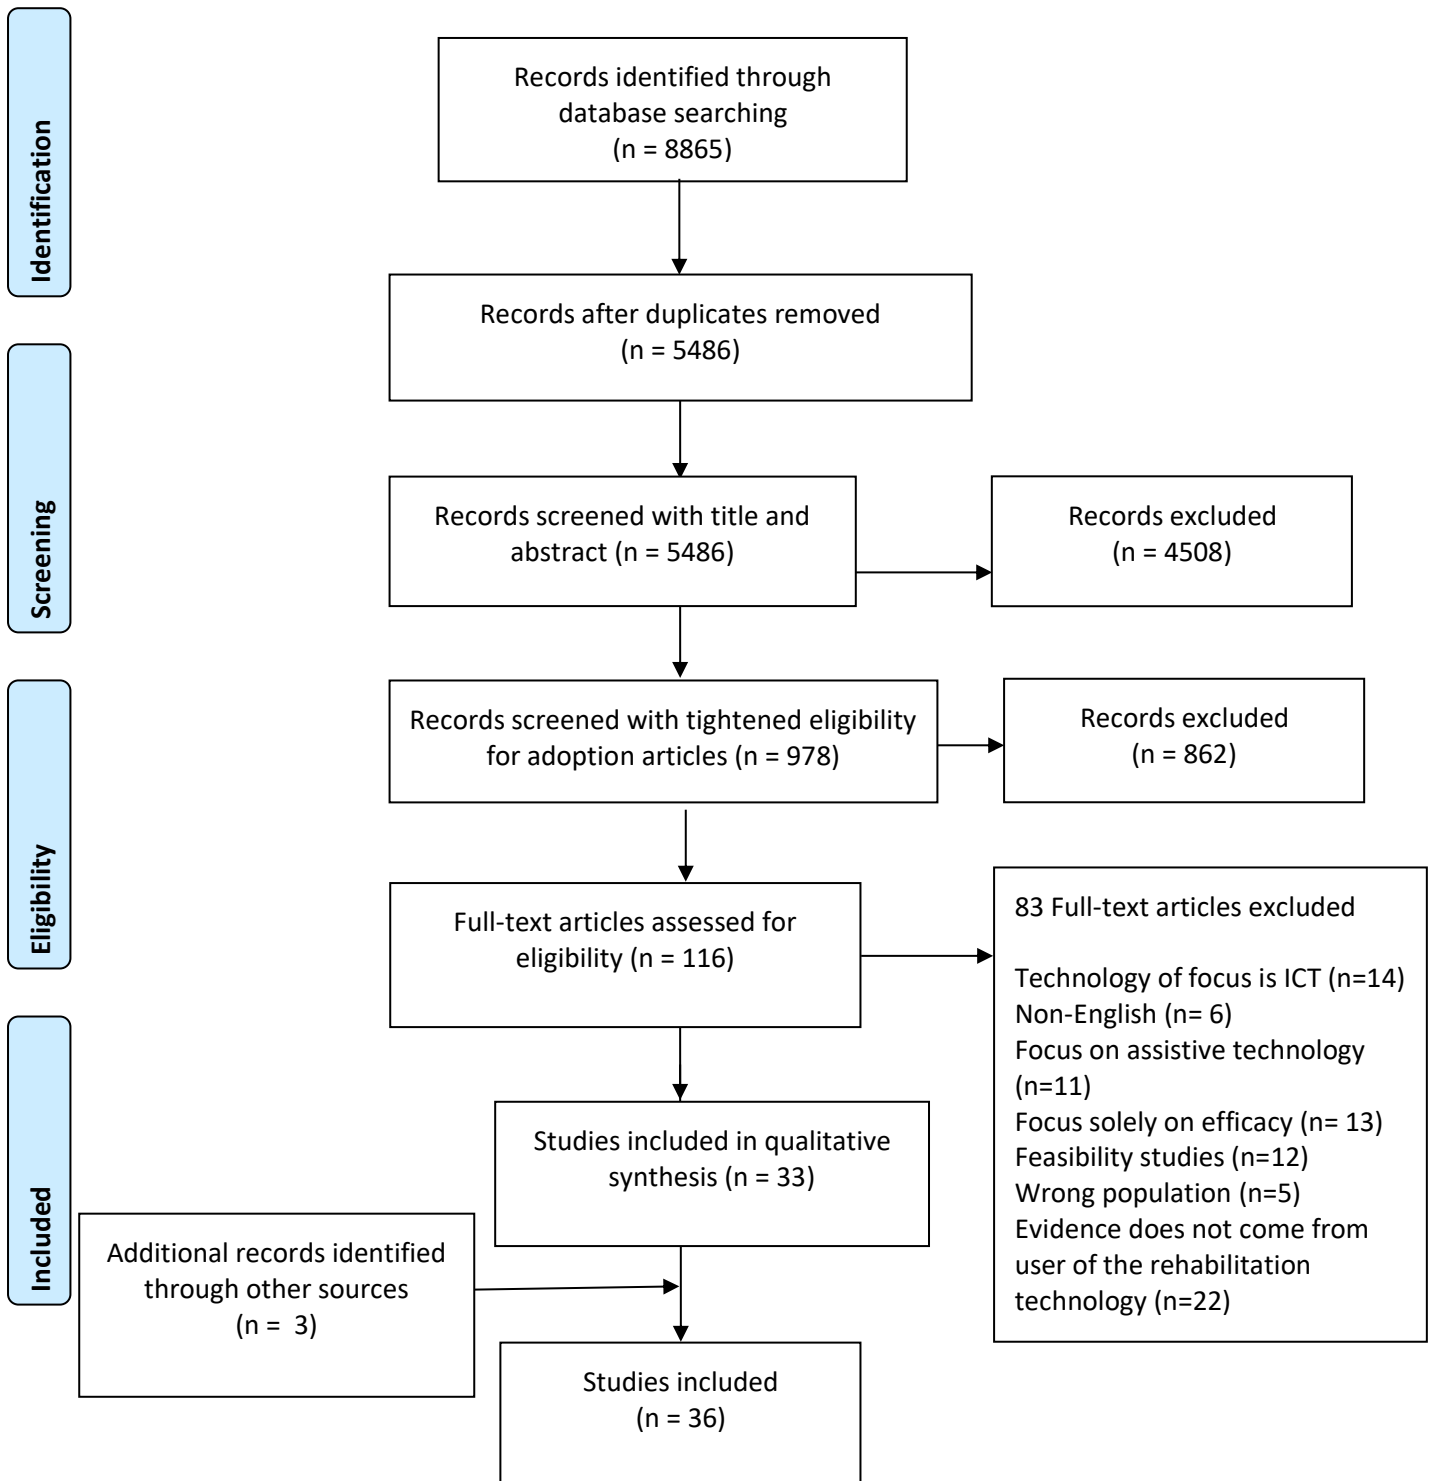 Identification
Records identified through
database searching
(n = 8865)
Records after duplicates removed
(n = 5486)
Screening
Records screened with title and
abstract (n = 5486)
Records excluded
(n = 4508)
Eligibility
Records screened with tightened eligibility
for adoption articles (n = 978)
Records excluded
(n = 862)
Full-text articles assessed for
eligibility (n = 116)
83 Full-text articles excluded
Technology of focus is ICT (n=14)
Non-English (n= 6)
Focus on assistive technology
(n=11)
Focus solely on efficacy (n= 13)
Feasibility studies (n=12)
Wrong population (n=5)
Evidence does not come from
user of the rehabilitation
technology (n=22)
Included
Studies included in qualitative
synthesis (n = 33)
Additional records identified
through other sources
(n =  3)
Studies included
(n = 36)